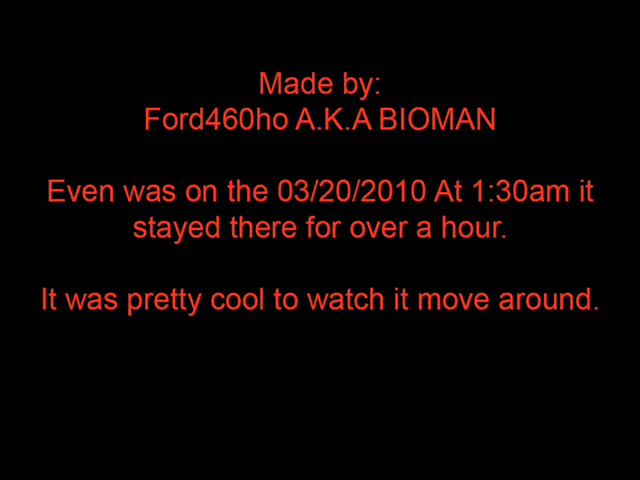 Made by:
Ford460ho A.K.A BIOMAN
Even was on the 03/20/2010 At 1:30am it
stayed there for over a hour.
It was pretty cool to watch it move around.